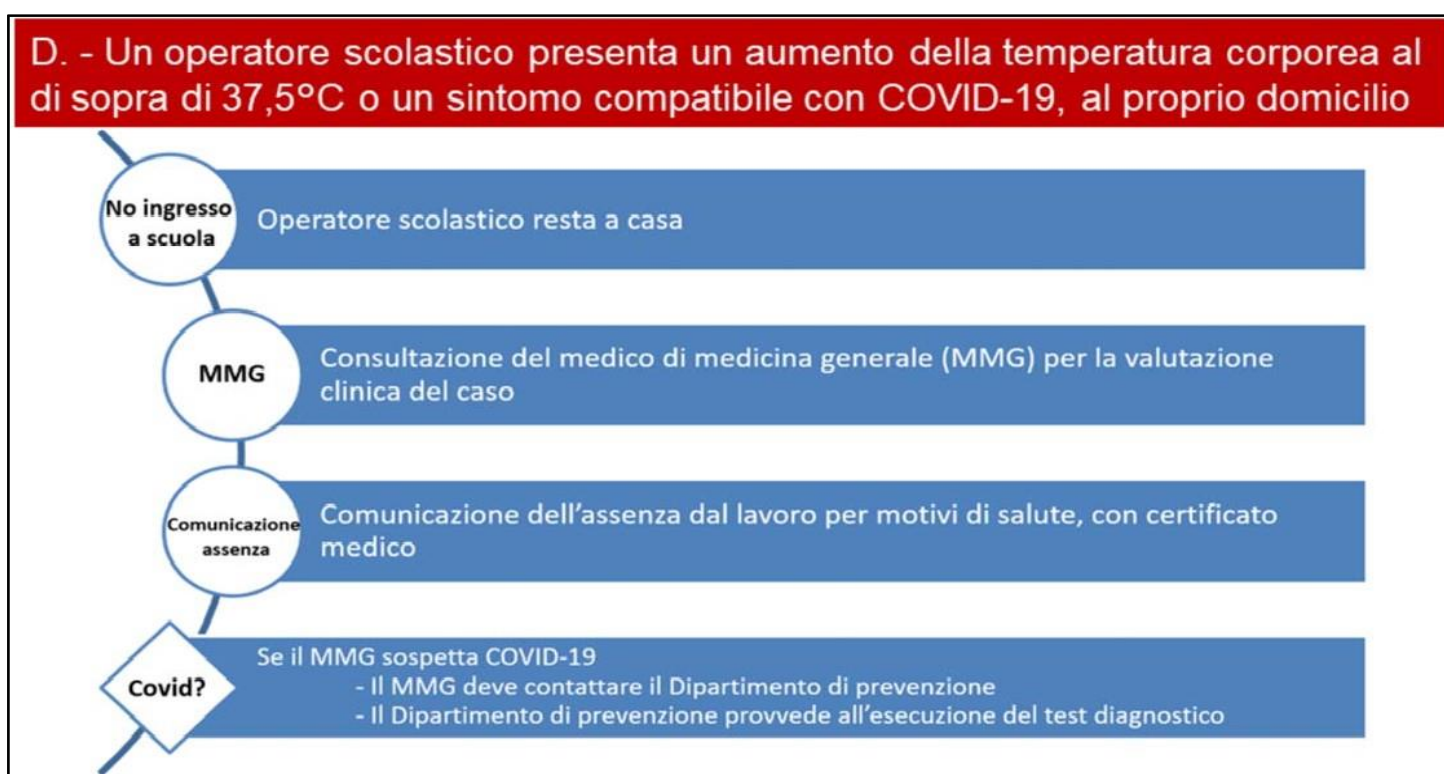 D. - Un operatore scolastico presenta un aumento della temperatura corporea al
di sopra di 37,5°C o un sintomo compatibile con COVID-19, al proprio domicilio
No ingresso
a scuola
Operatore scolastico resta a casa
MMG
Consultazione del medico di medicina generale (MMG) per la valutazione
clinica del caso
Comunicazione
assenza
Comunicazione dell'assenza dal lavoro per motivi di salute, con certificato
medico
Covid?
Se il MMG sospetta COVID-19
- Il MMG deve contattare il Dipartimento di prevenzione
- Il Dipartimento di prevenzione provvede all'esecuzione del test diagnostico